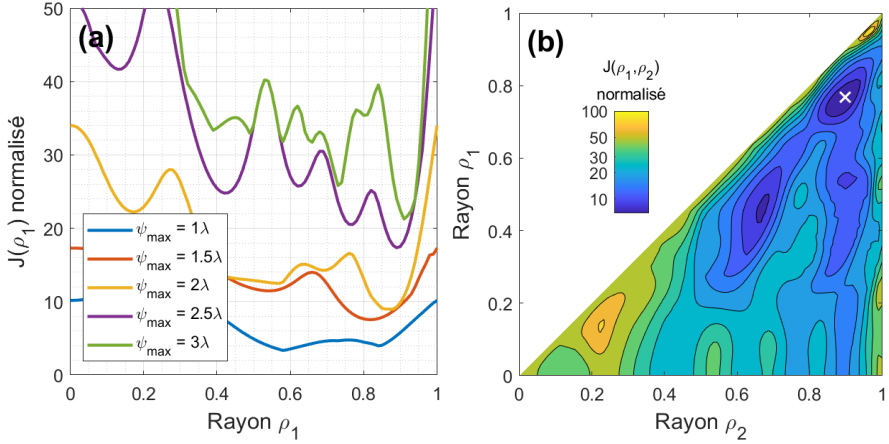 (a)
50
40
30
20
10
0
J(ρ₁) normalisé
ψmax = 1λ
ψmax = 1.5λ
ψmax = 2λ
ψmax = 2.5λ
ψmax = 3λ
0 0.2 0.4 0.6 0.8 1
Rayon ρ₁
(b)
1
0.8
0.6
0.4
0.2
0
Rayon ρ₁
J(ρ₁,ρ₂)
normalisé
100
50
30
20
10
0 0.2 0.4 0.6 0.8 1
Rayon ρ₂